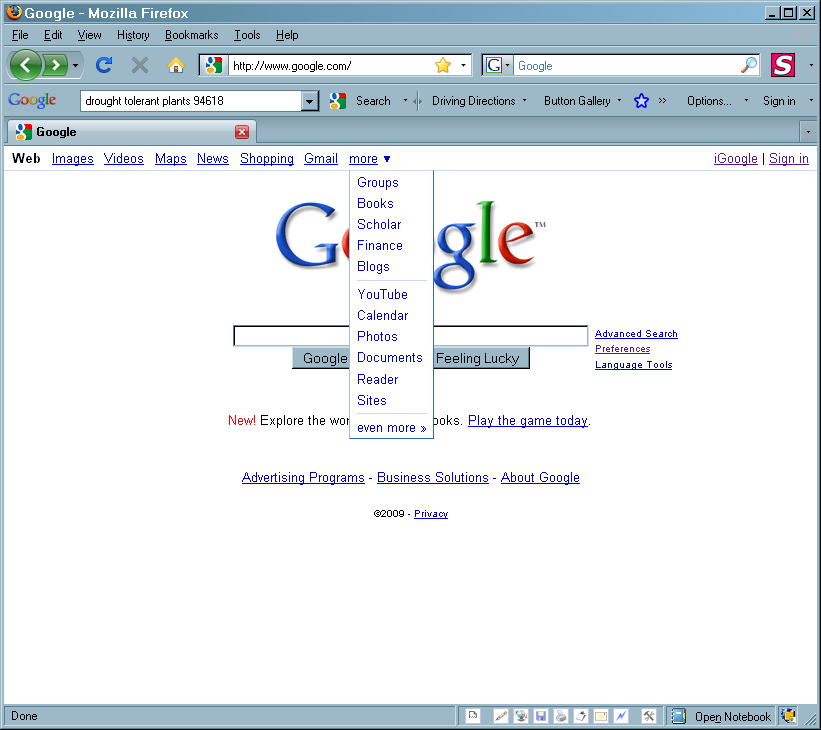 Google - Mozilla Firefox
File Edit View History Bookmarks Tools Help
http://www.google.com/ G Google S
Google drought tolerant plants 94618 Search Driving Directions Button Gallery » Options... Sign in
Google
Web Images Videos Maps News Shopping Gmail more ▼ iGoogle | Sign in
Groups
Books
Scholar
Finance
Blogs
YouTube
Calendar
Photos
Documents
Reader
Sites
even more »
G gle™
Advanced Search
Preferences
Language Tools
Google Feeling Lucky
New! Explore the wor ooks. Play the game today.
Advertising Programs - Business Solutions - About Google
©2009 - Privacy
Done Open Notebook